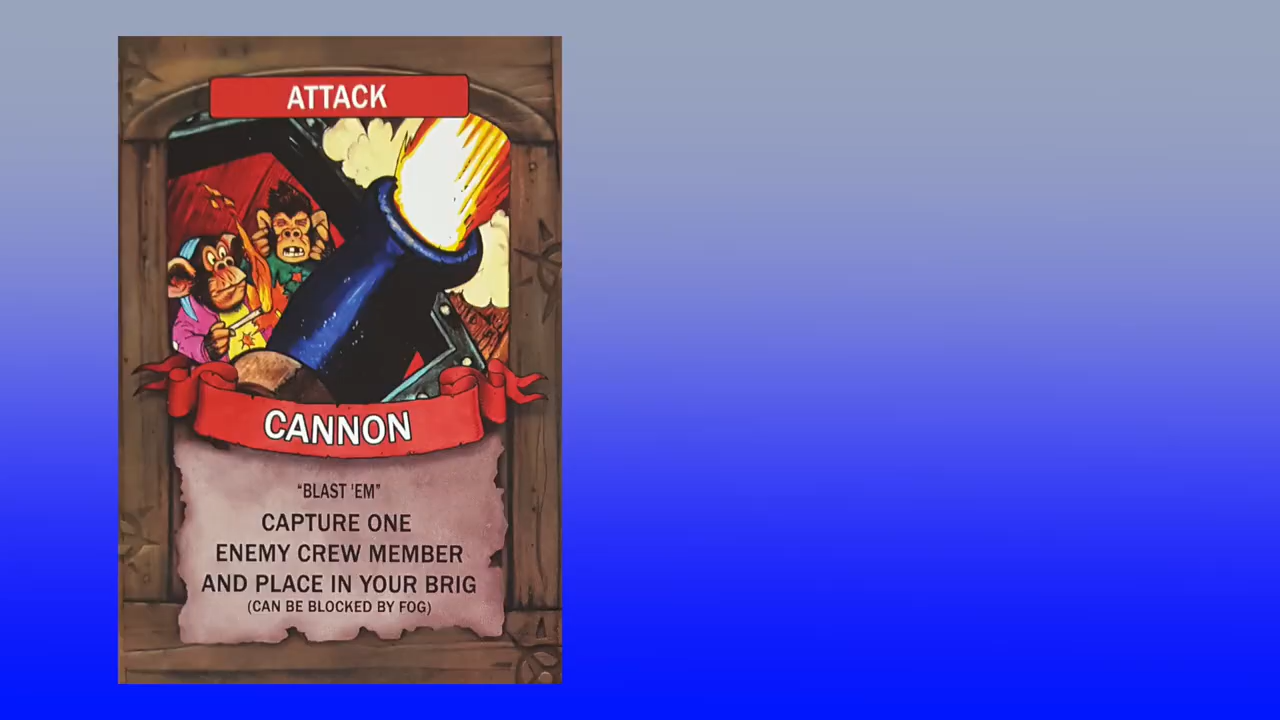 ATTACK
CANNON
"BLAST 'EM"
CAPTURE ONE
ENEMY CREW MEMBER
AND PLACE IN YOUR BRIG
(CAN BE BLOCKED BY FOG)